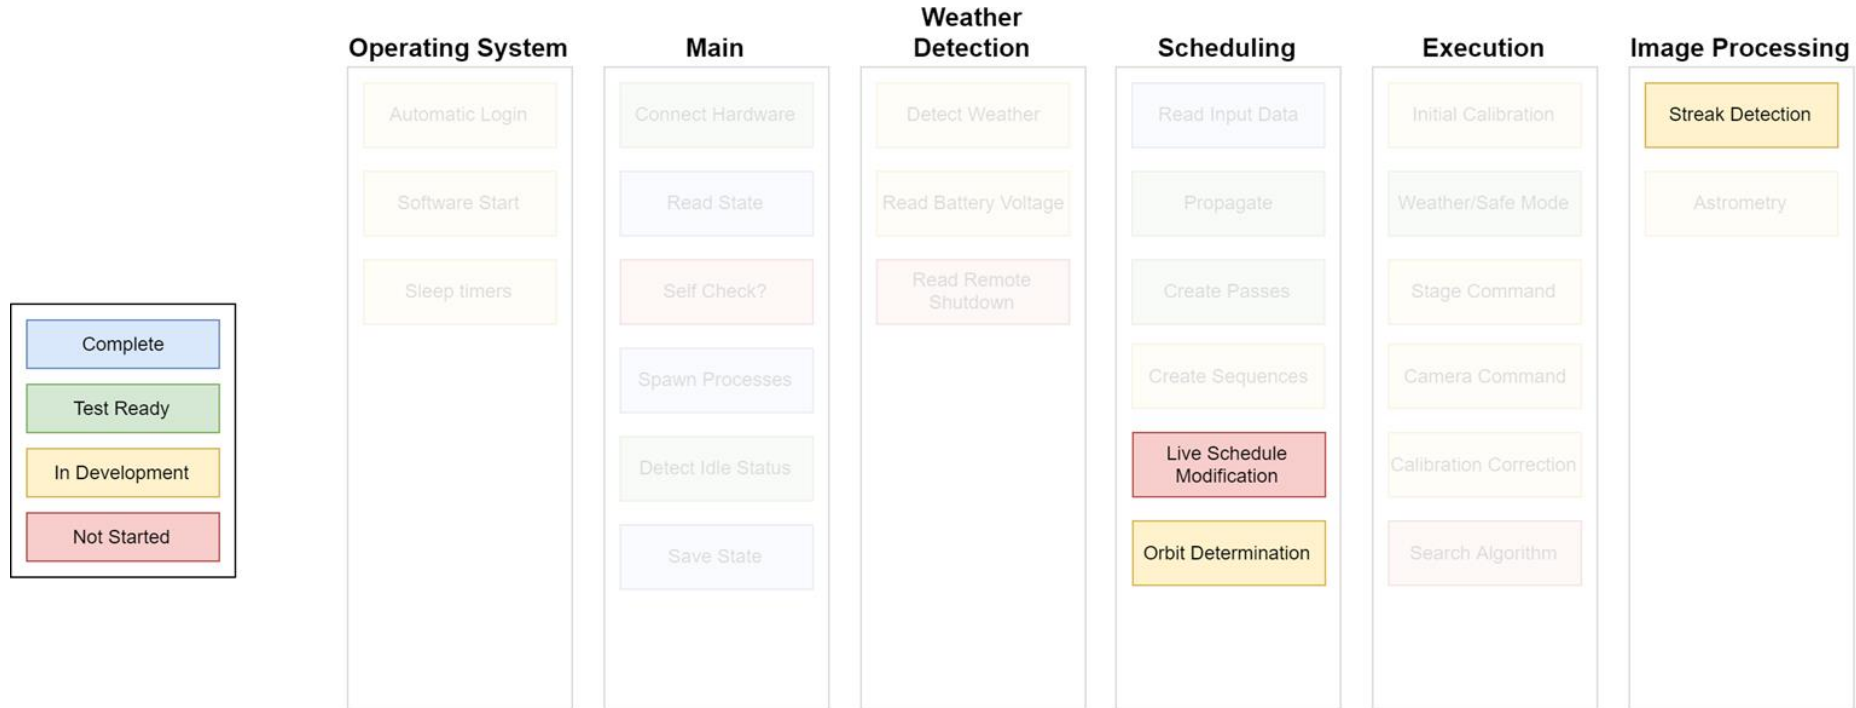 Weather
Detection
Operating System
Main
Scheduling
Execution
Image Processing
Automatic Login
Software Start
Sleep timers
Connect Hardware
Read State
Self Check?
Spawn Processes
Detect Idle Status
Save State
Detect Weather
Read Battery Voltage
Read Remote
Shutdown
Read Input Data
Propagate
Create Passes
Create Sequences
Live Schedule
Modification
Orbit Determination
Initial Calibration
Weather/Safe Mode
Stage Command
Camera Command
Calibration Correction
Search Algorithm
Streak Detection
Astrometry
Complete
Test Ready
In Development
Not Started